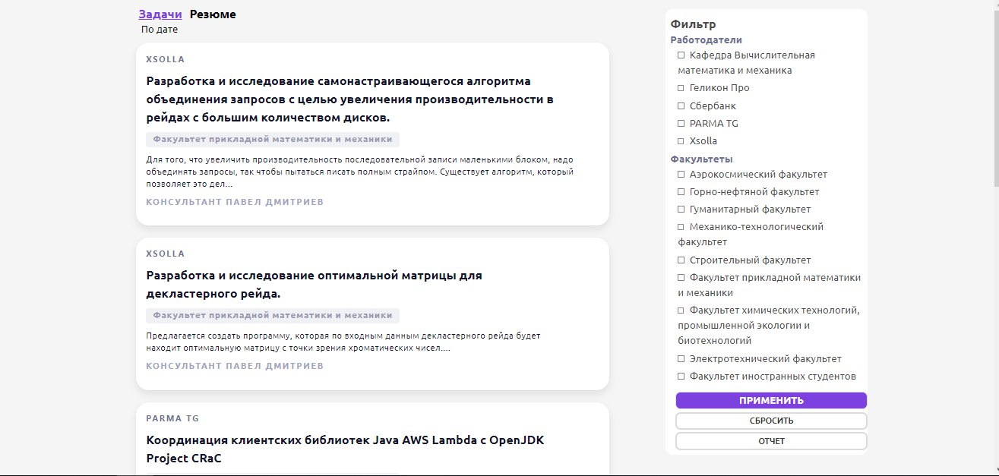 Задачи Резюме
По дате
XSOLLA
Разработка и исследование самонастраивающегося алгоритма
объединения запросов с целью увеличения производительности в
рейдах с большим количеством дисков.
Факультет прикладной математики и механики
Для того, что увеличить производительность последовательной записи маленькими блоком, надо
объединять запросы, так чтобы пытаться писать полным страйпом. Существует алгоритм, который
позволяет это дел...
КОНСУЛЬТАНТ ПАВЕЛ ДМИТРИЕВ
XSOLLA
Разработка и исследование оптимальной матрицы для
декластерного рейда.
Факультет прикладной математики и механики
Предлагается создать программу, которая по входным данным декластерного рейда будет
находит оптимальную матрицу с точки зрения хроматических чисел....
КОНСУЛЬТАНТ ПАВЕЛ ДМИТРИЕВ
PARMA TG
Координация клиентских библиотек Java AWS Lambda с OpenJDK
Project CRaC
Фильтр
Работодатели
Кафедра Вычислительная
математика и механика
Геликон Про
Сбербанк
PARMA TG
Xsolla
Факультеты
Аэрокосмический факультет
Горно-нефтяной факультет
Гуманитарный факультет
Механико-технологический
факультет
Строительный факультет
Факультет прикладной математики
и механики
Факультет химических технологий,
промышленной экологии и
биотехнологий
Электротехнический факультет
Факультет иностранных студентов
ПРИМЕНИТЬ
СБРОСИТЬ
ОТЧЕТ